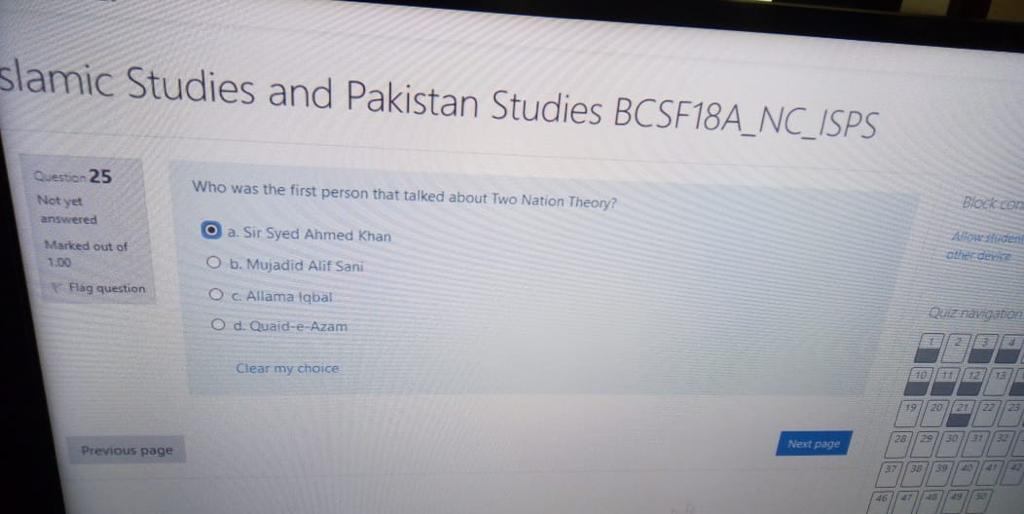 slamic Studies and Pakistan Studies BCSF18A_NC_ISPS
Question 25
Not yet
answered
Marked out of
1.00
Flag question
Who was the first person that talked about Two Nation Theory?
a. Sir Syed Ahmed Khan
b. Mujadid Alif Sani
c. Allama Iqbal
d. Quaid-e-Azam
Clear my choice
Previous page
Next page
Block con
Allow student
other device
Quiz navigation
1 2 3 4
10 11 12 13
19 20 21 22 23
28 29 30 31 32
37 38 39 40 41 42
46 47 48 49 50